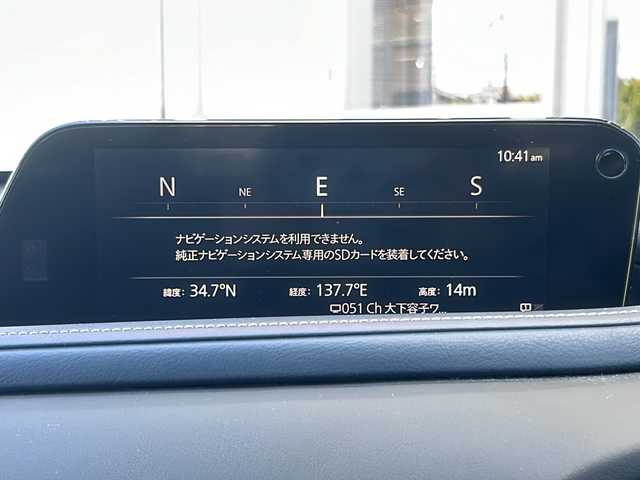 10:41am
N NE E SE S
ナビゲーションシステムを利用できません。
純正ナビゲーションシステム専用のSDカードを装着してください。
緯度: 34.7°N 経度: 137.7°E 高度: 14m
051 Ch 大下容子ワ...